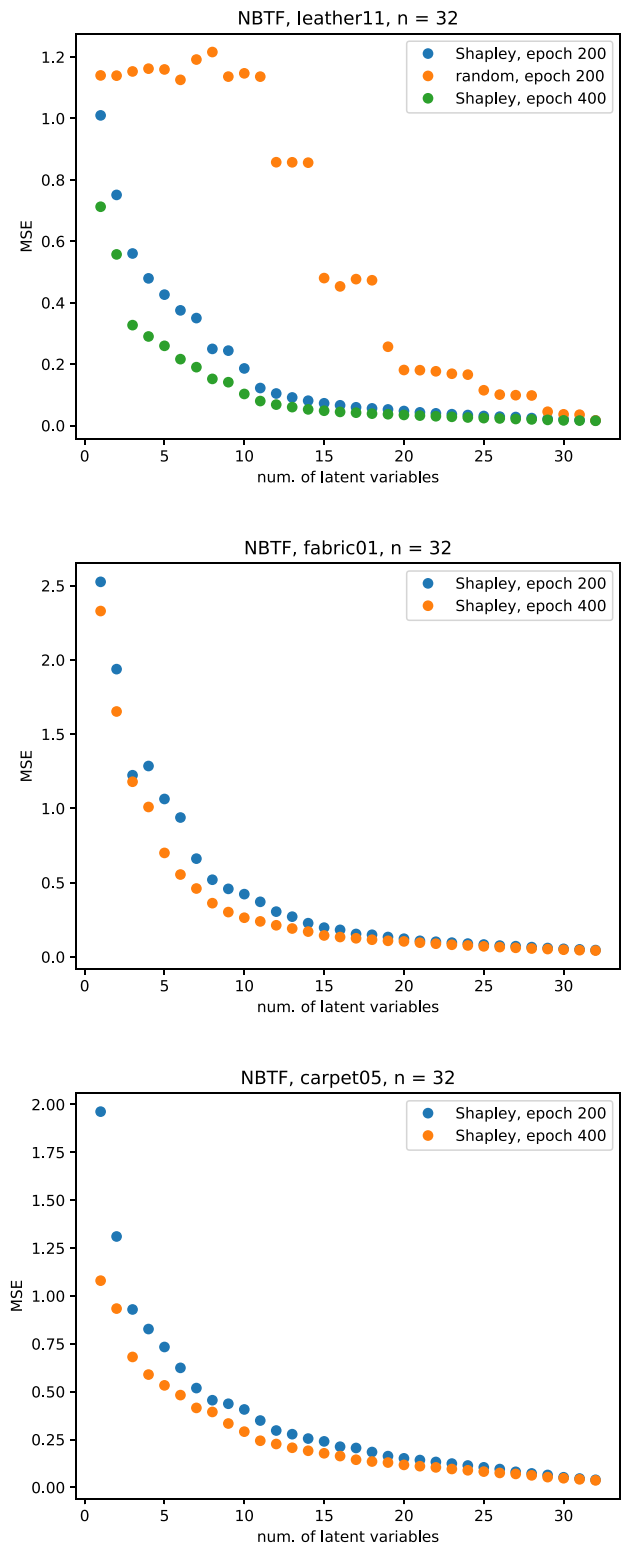 NBTF, leather11, n = 32
1.2
1.0
0.8
0.6
0.4
0.2
0.0
MSE
Shapley, epoch 200
random, epoch 200
Shapley, epoch 400
0 5 10 15 20 25 30
num. of latent variables
NBTF, fabric01, n = 32
2.5
2.0
1.5
1.0
0.5
0.0
MSE
Shapley, epoch 200
Shapley, epoch 400
0 5 10 15 20 25 30
num. of latent variables
NBTF, carpet05, n = 32
2.00
1.75
1.50
1.25
1.00
0.75
0.50
0.25
0.00
MSE
Shapley, epoch 200
Shapley, epoch 400
0 5 10 15 20 25 30
num. of latent variables